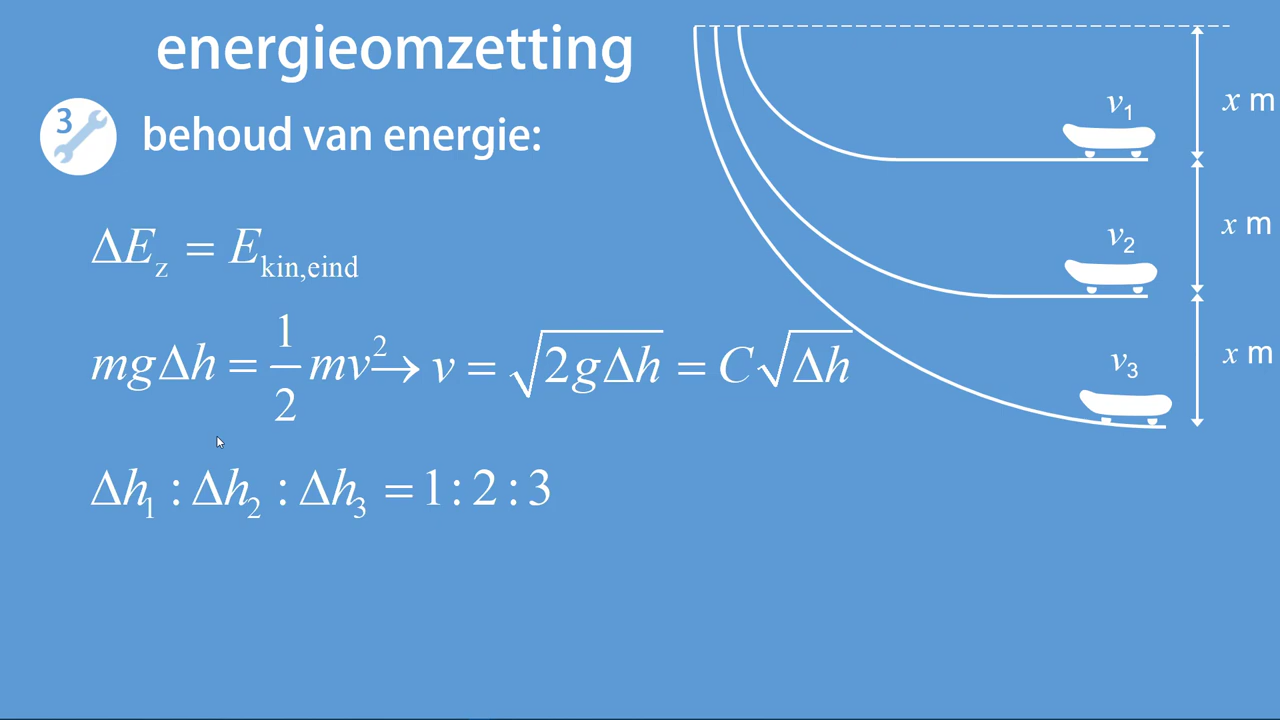 energieomzetting
3
behoud van energie:
ΔE_z = E_kin,eind
mgΔh = 1/2 mv² → v = √(2gΔh) = C√(Δh)
Δh₁ : Δh₂ : Δh₃ = 1 : 2 : 3
v₁
x m
v₂
x m
v₃
x m